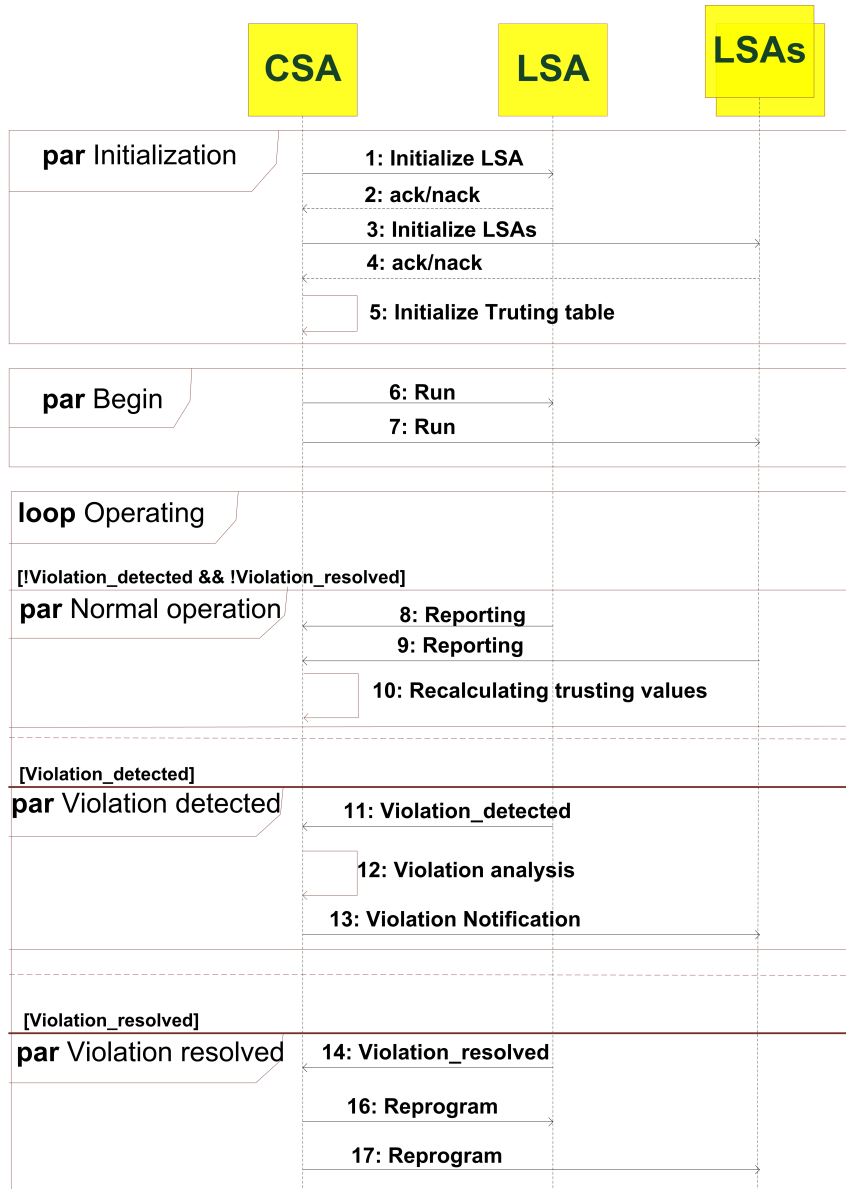 CSA
LSA
LSAs
par Initialization
1: Initialize LSA
2: ack/nack
3: Initialize LSAs
4: ack/nack
5: Initialize Truting table
par Begin
6: Run
7: Run
loop Operating
[!Violation_detected && !Violation_resolved]
par Normal operation
8: Reporting
9: Reporting
10: Recalculating trusting values
[Violation_detected]
par Violation detected
11: Violation_detected
12: Violation analysis
13: Violation Notification
[Violation_resolved]
par Violation resolved
14: Violation_resolved
16: Reprogram
17: Reprogram